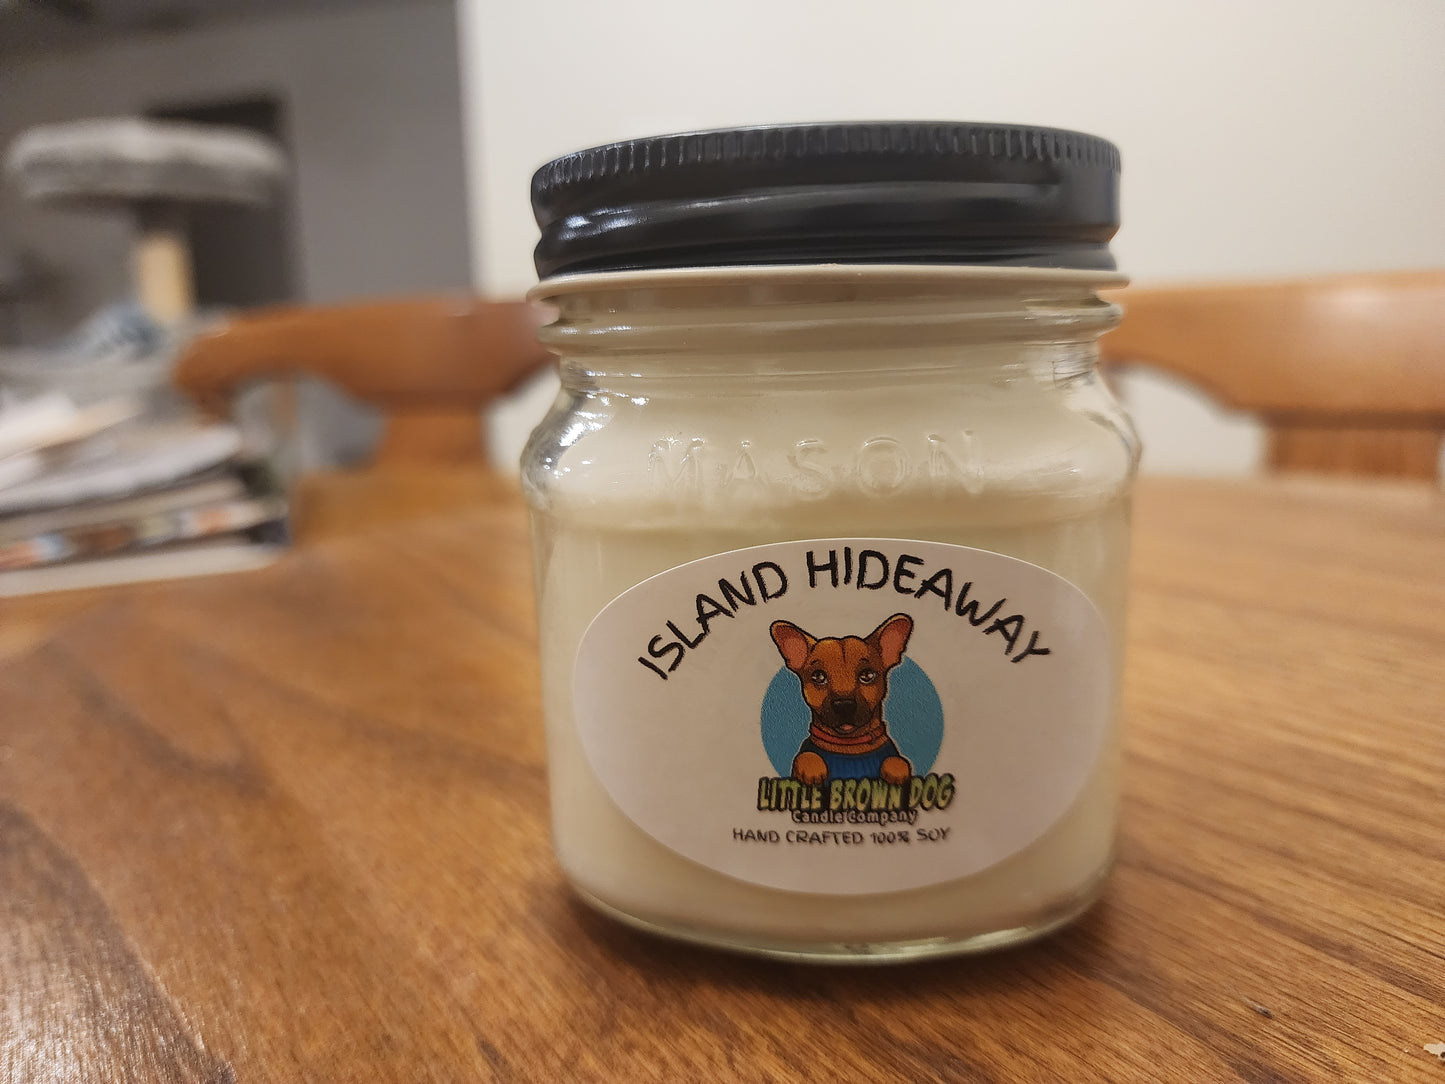 MASON
ISLAND HIDEAWAY
LITTLE BROWN DOG
Candle Company
HAND CRAFTED 100% SOY